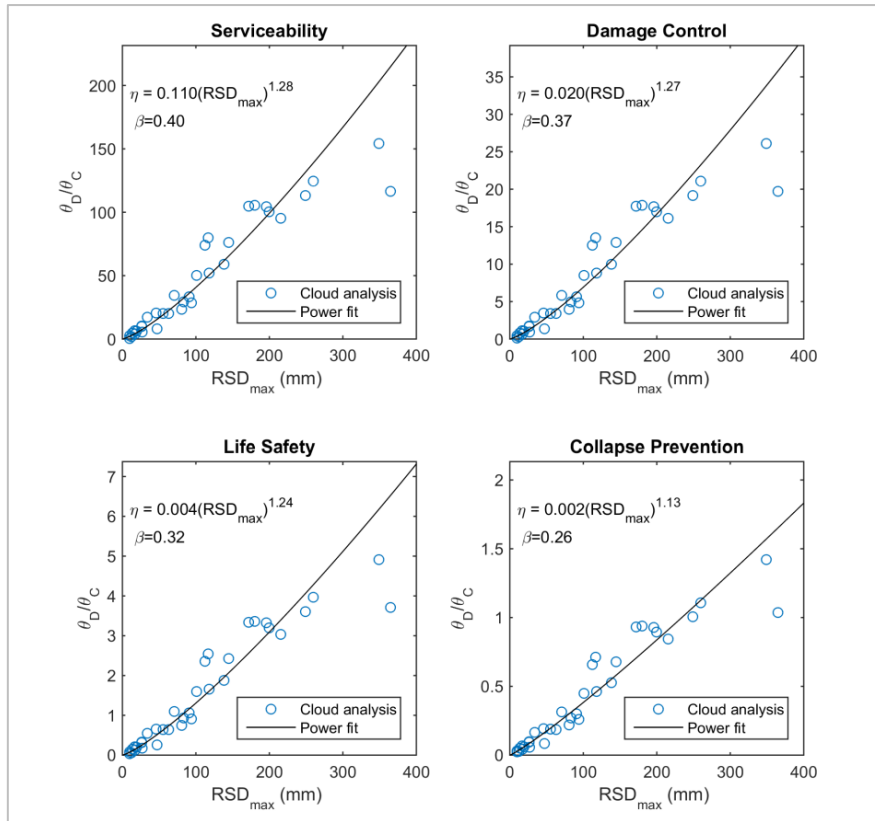 Serviceability
η = 0.110(RSD_max)^1.28
β=0.40
200
150
100
50
0
θ_D/θ_C
Cloud analysis
Power fit
0 100 200 300 400
RSD_max (mm)
Damage Control
η = 0.020(RSD_max)^1.27
β=0.37
35
30
25
20
15
10
5
0
θ_D/θ_C
Cloud analysis
Power fit
0 100 200 300 400
RSD_max (mm)
Life Safety
η = 0.004(RSD_max)^1.24
β=0.32
7
6
5
4
3
2
1
0
θ_D/θ_C
Cloud analysis
Power fit
0 100 200 300 400
RSD_max (mm)
Collapse Prevention
η = 0.002(RSD_max)^1.13
β=0.26
2
1.5
1
0.5
0
θ_D/θ_C
Cloud analysis
Power fit
0 100 200 300 400
RSD_max (mm)